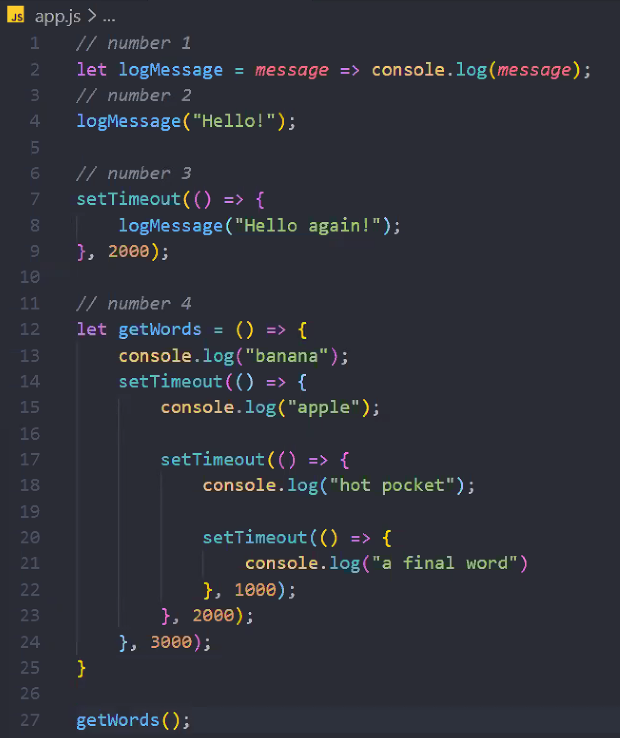 JS app.js > ...
1 // number 1
2 let logMessage = message => console.log(message);
3 // number 2
4 logMessage("Hello!");
5
6 // number 3
7 setTimeout(() => {
8     logMessage("Hello again!");
9 }, 2000);
10
11 // number 4
12 let getWords = () => {
13     console.log("banana");
14     setTimeout(() => {
15         console.log("apple");
16
17         setTimeout(() => {
18             console.log("hot pocket");
19
20             setTimeout(() => {
21                 console.log("a final word")
22             }, 1000);
23         }, 2000);
24     }, 3000);
25 }
26
27 getWords();